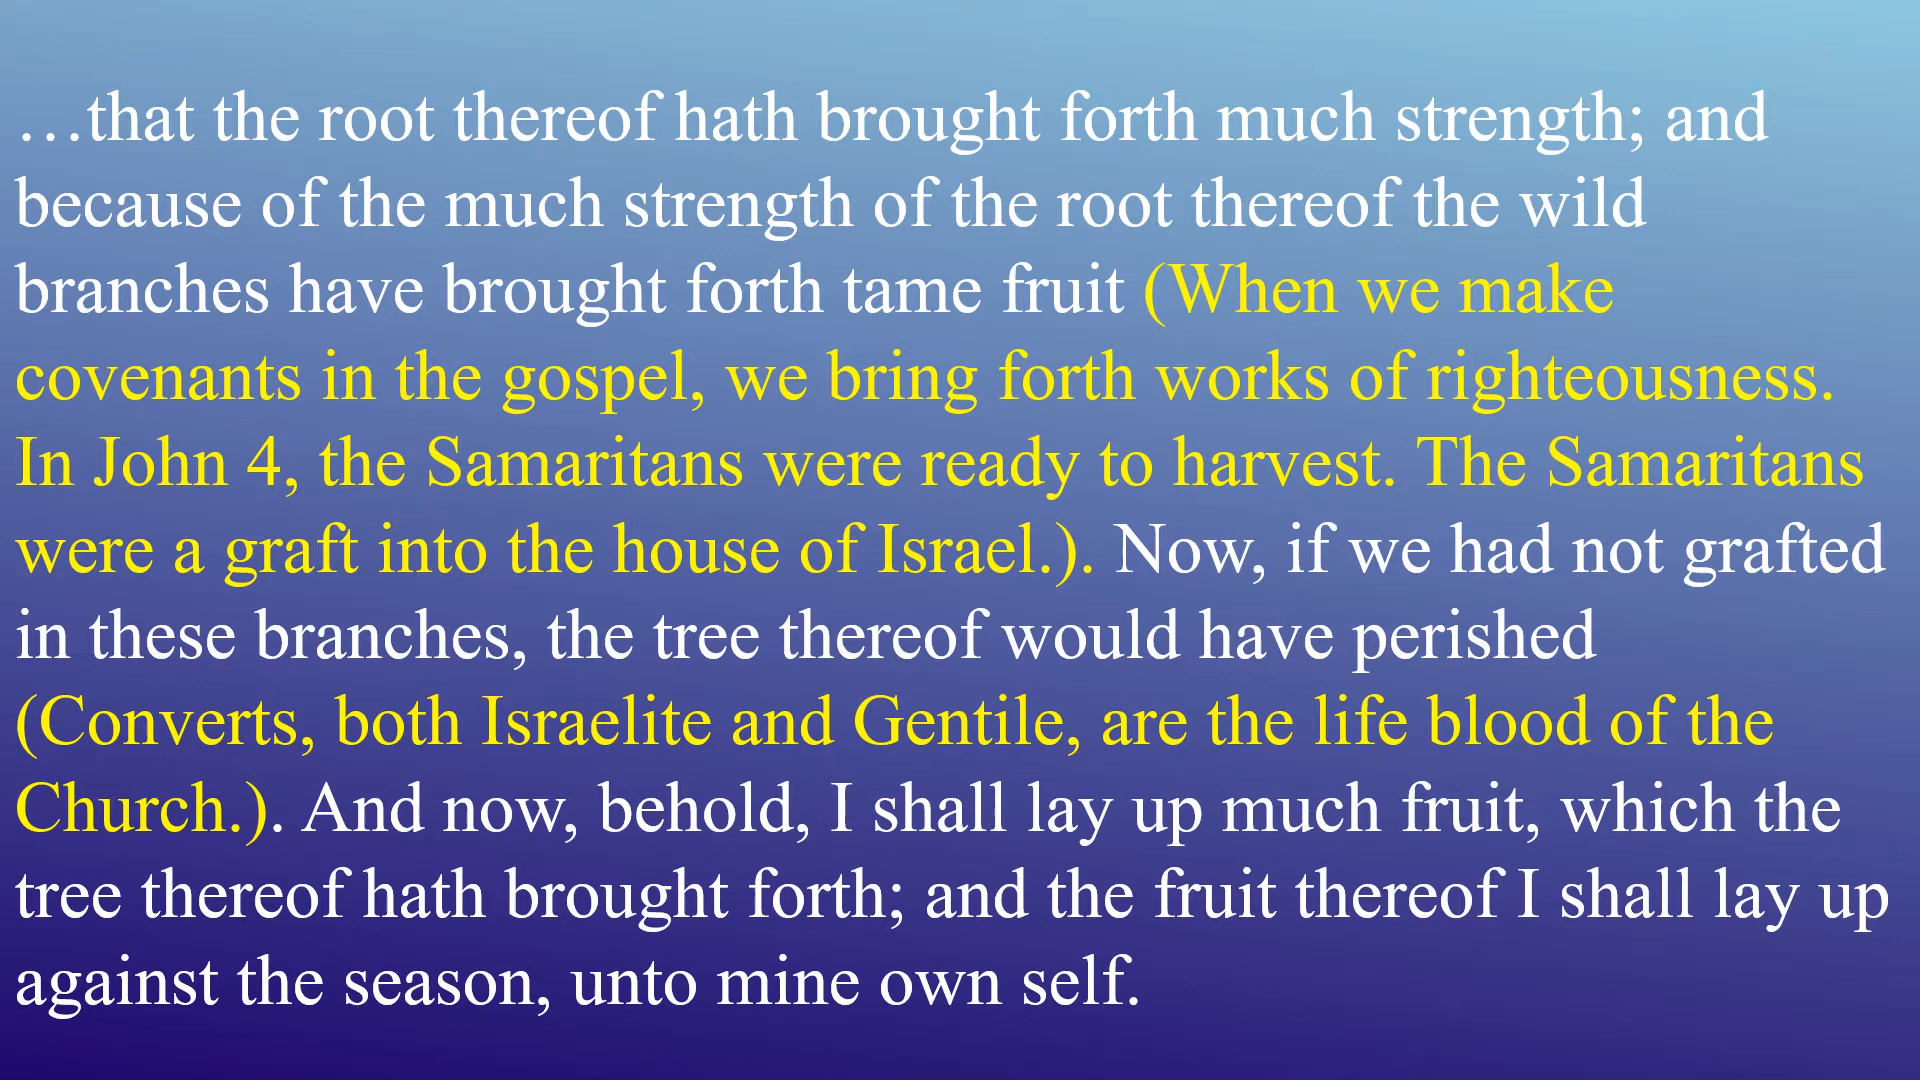 …that the root thereof hath brought forth much strength; and
because of the much strength of the root thereof the wild
branches have brought forth tame fruit (When we make
covenants in the gospel, we bring forth works of righteousness.
In John 4, the Samaritans were ready to harvest. The Samaritans
were a graft into the house of Israel.). Now, if we had not grafted
in these branches, the tree thereof would have perished
(Converts, both Israelite and Gentile, are the life blood of the
Church.). And now, behold, I shall lay up much fruit, which the
tree thereof hath brought forth; and the fruit thereof I shall lay up
against the season, unto mine own self.